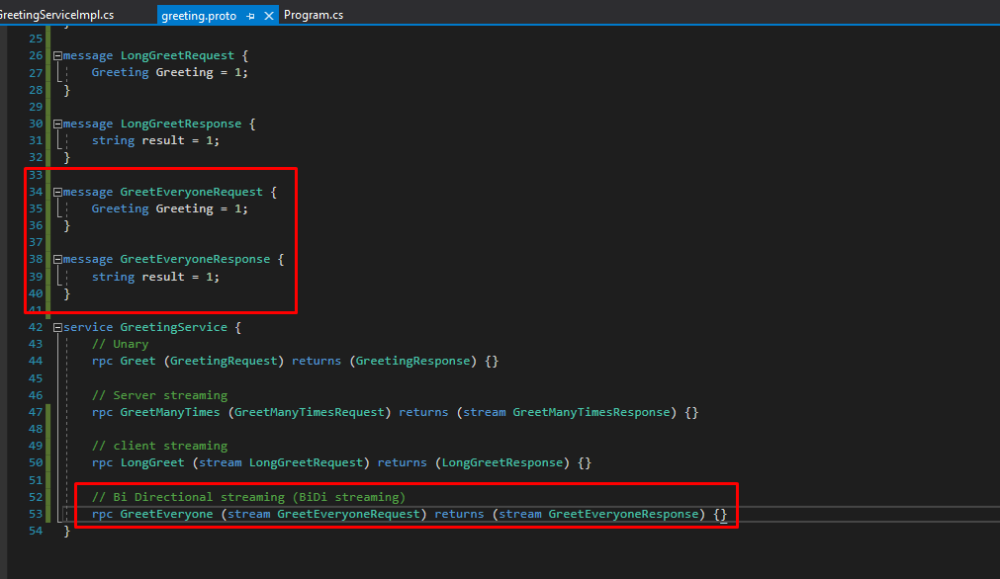 GreetingServiceImpl.cs greeting.proto Program.cs
25
26 message LongGreetRequest {
27 Greeting Greeting = 1;
28 }
29
30 message LongGreetResponse {
31 string result = 1;
32 }
33
34 message GreetEveryoneRequest {
35 Greeting Greeting = 1;
36 }
37
38 message GreetEveryoneResponse {
39 string result = 1;
40 }
41
42 service GreetingService {
43 // Unary
44 rpc Greet (GreetingRequest) returns (GreetingResponse) {}
45
46 // Server streaming
47 rpc GreetManyTimes (GreetManyTimesRequest) returns (stream GreetManyTimesResponse) {}
48
49 // client streaming
50 rpc LongGreet (stream LongGreetRequest) returns (LongGreetResponse) {}
51
52 // Bi Directional streaming (BiDi streaming)
53 rpc GreetEveryone (stream GreetEveryoneRequest) returns (stream GreetEveryoneResponse) {}
54 }